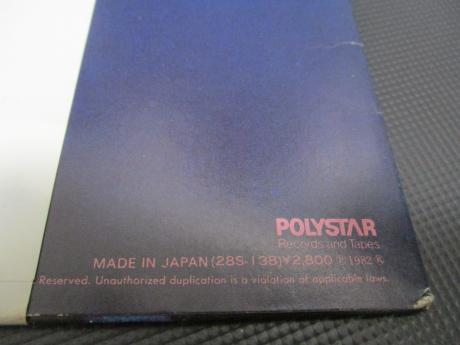 POLYSTAR
Records and Tapes
MADE IN JAPAN (28S-138) ¥2,800 Ⓟ1982 Ⓡ
Reserved. Unauthorized duplication is a violation of applicable laws.